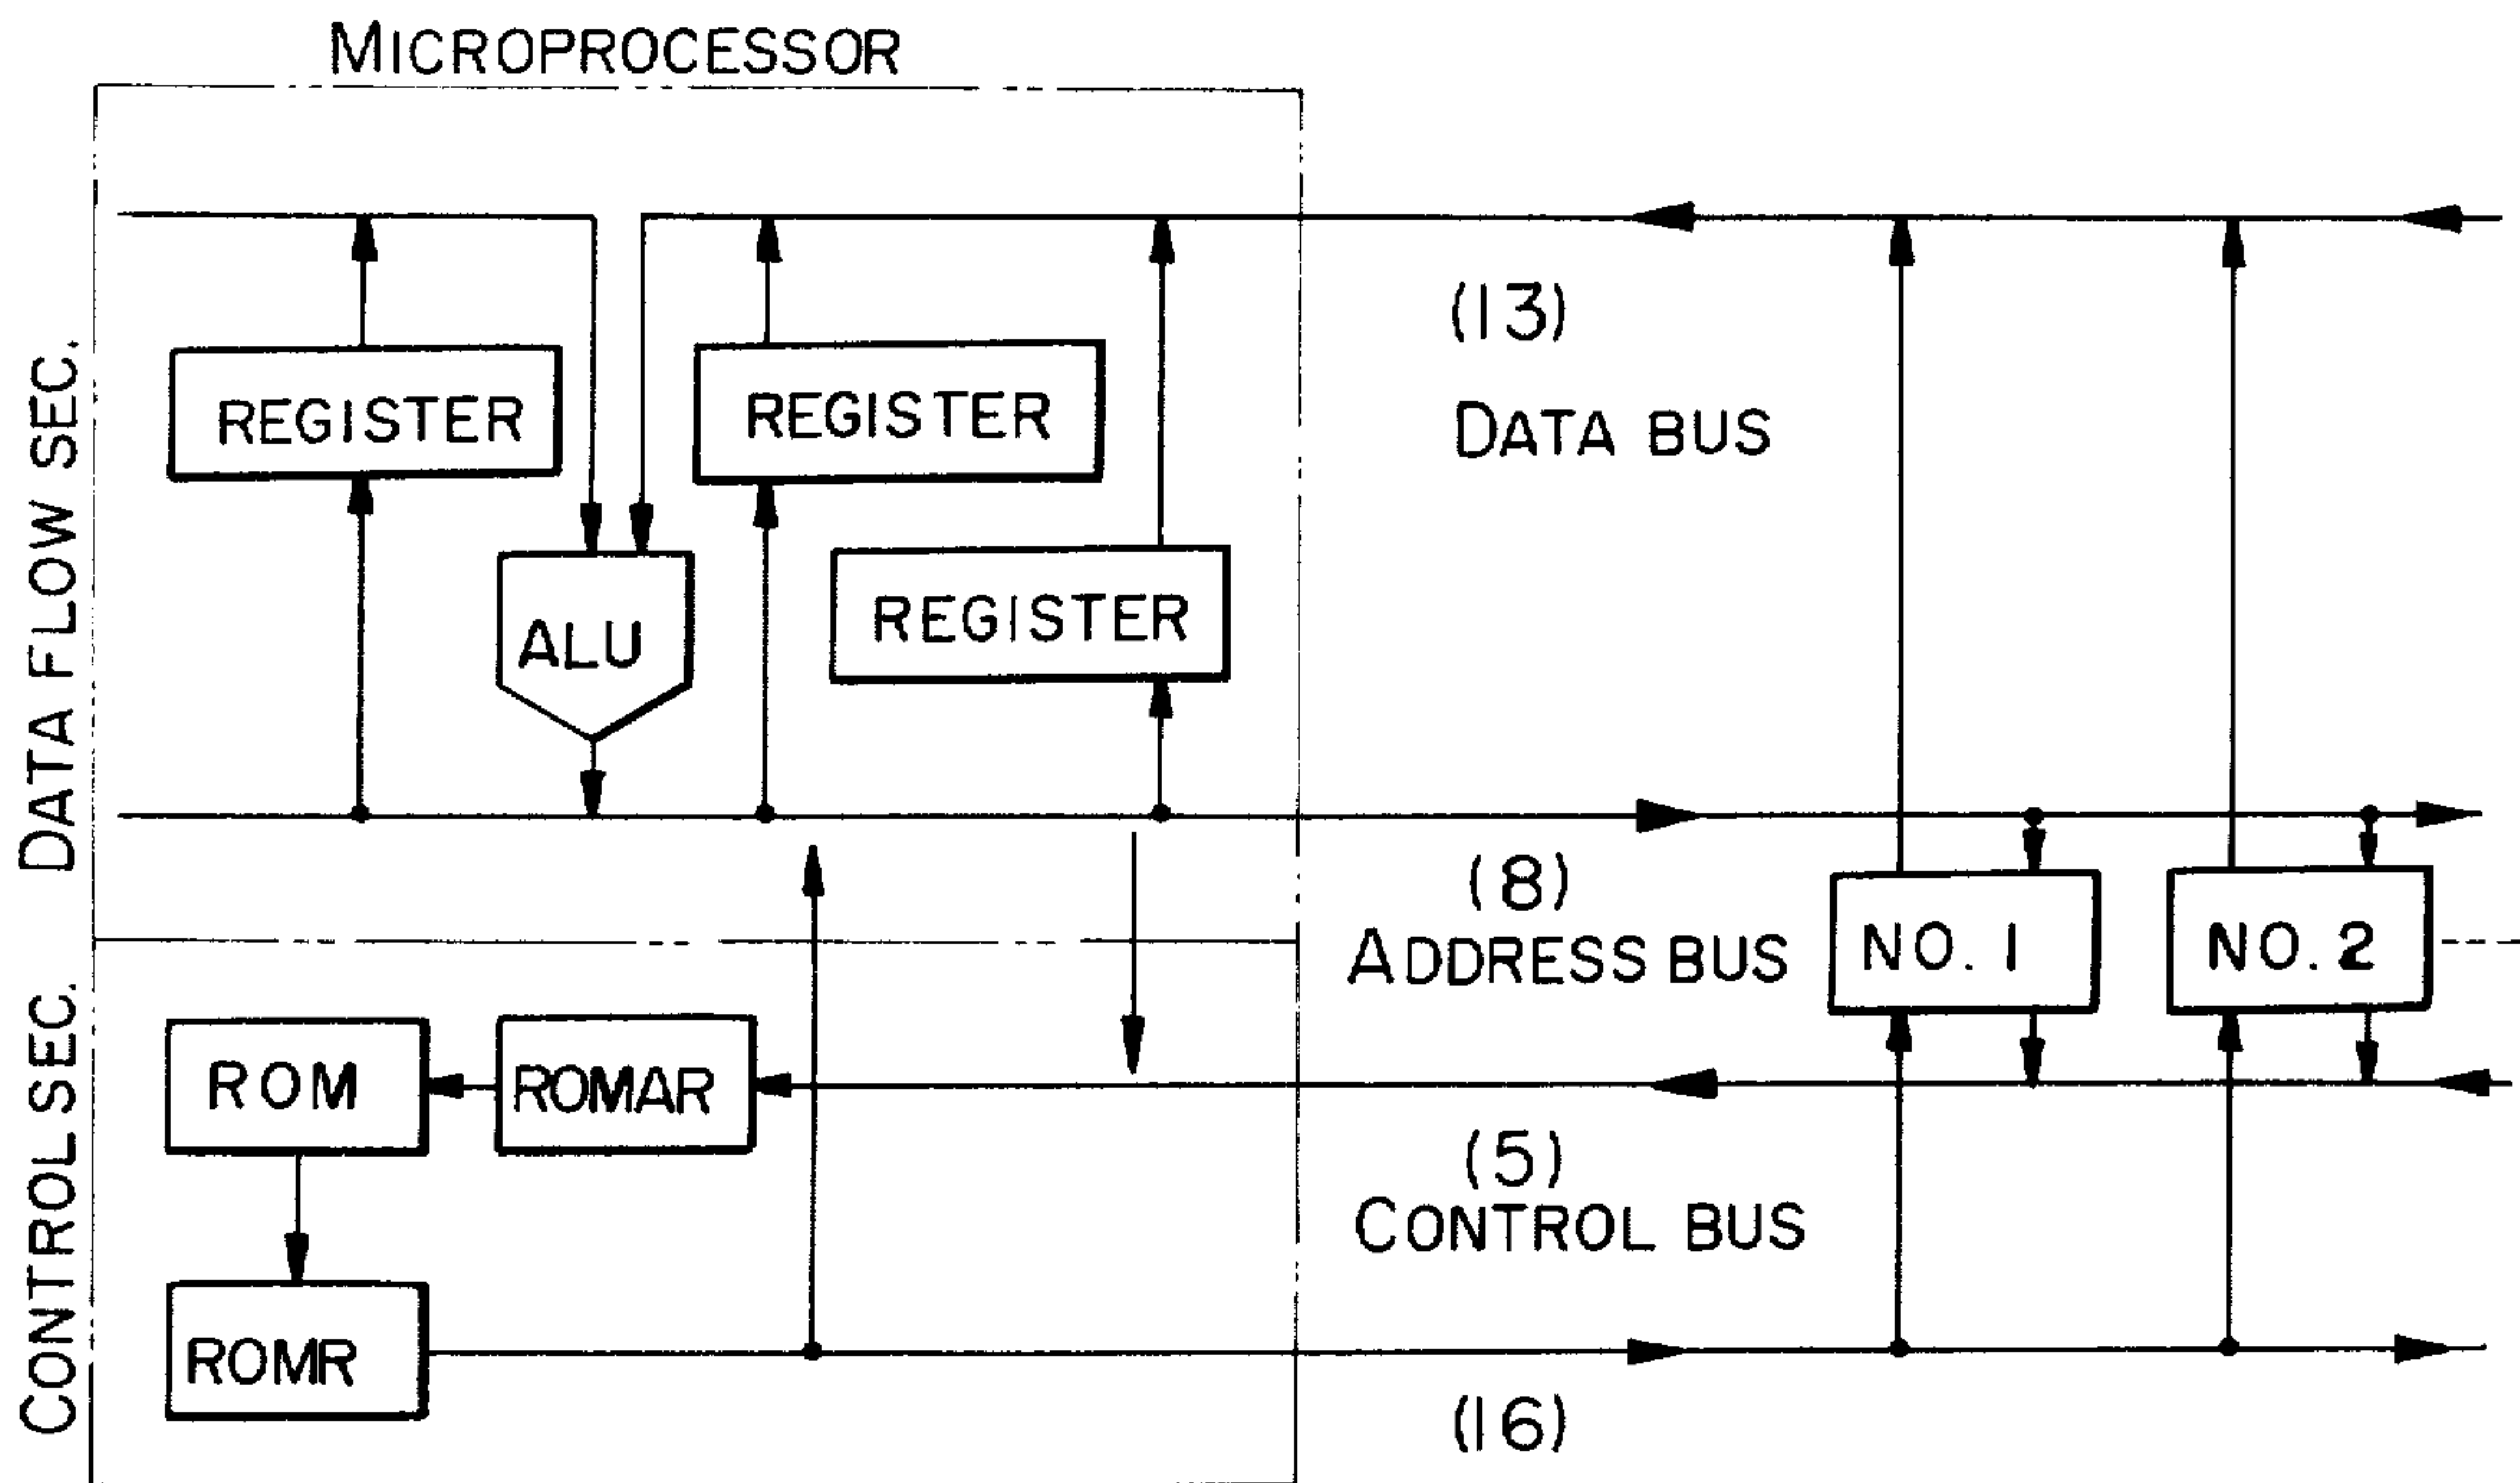 MICROPROCESSOR
DATA FLOW SEC.
(13)
REGISTER
REGISTER
DATA BUS
REGISTER
ALU
(8)
ADDRESS BUS
NO. 1
NO. 2
CONTROL SEC.
ROM
ROMAR
(5)
CONTROL BUS
ROMR
(16)